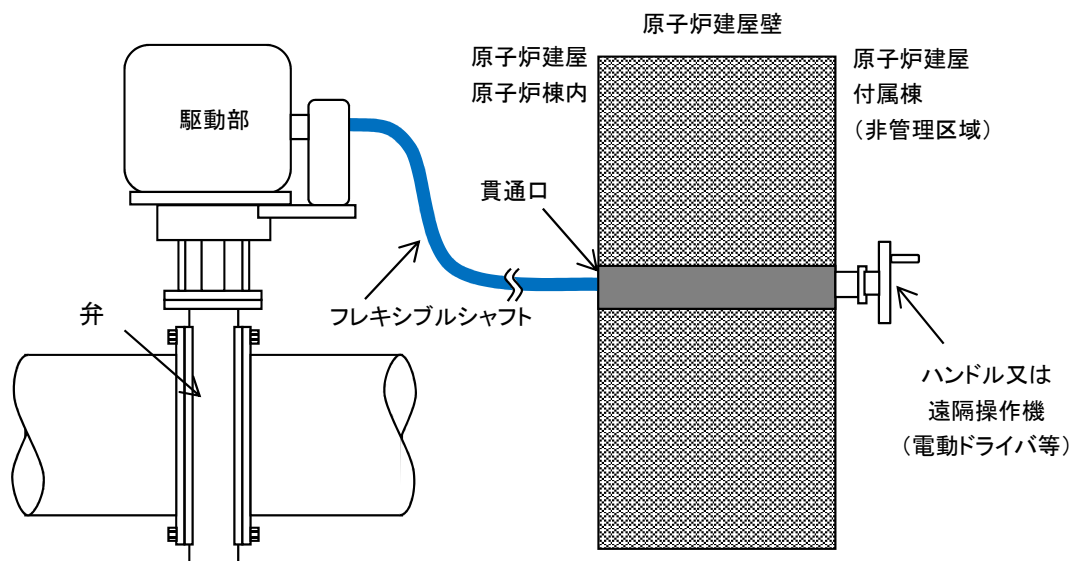 原子炉建屋壁
原子炉建屋
原子炉棟内
原子炉建屋
付属棟
（非管理区域）
駆動部
貫通口
フレキシブルシャフト
弁
ハンドル又は
遠隔操作機
（電動ドライバ等）